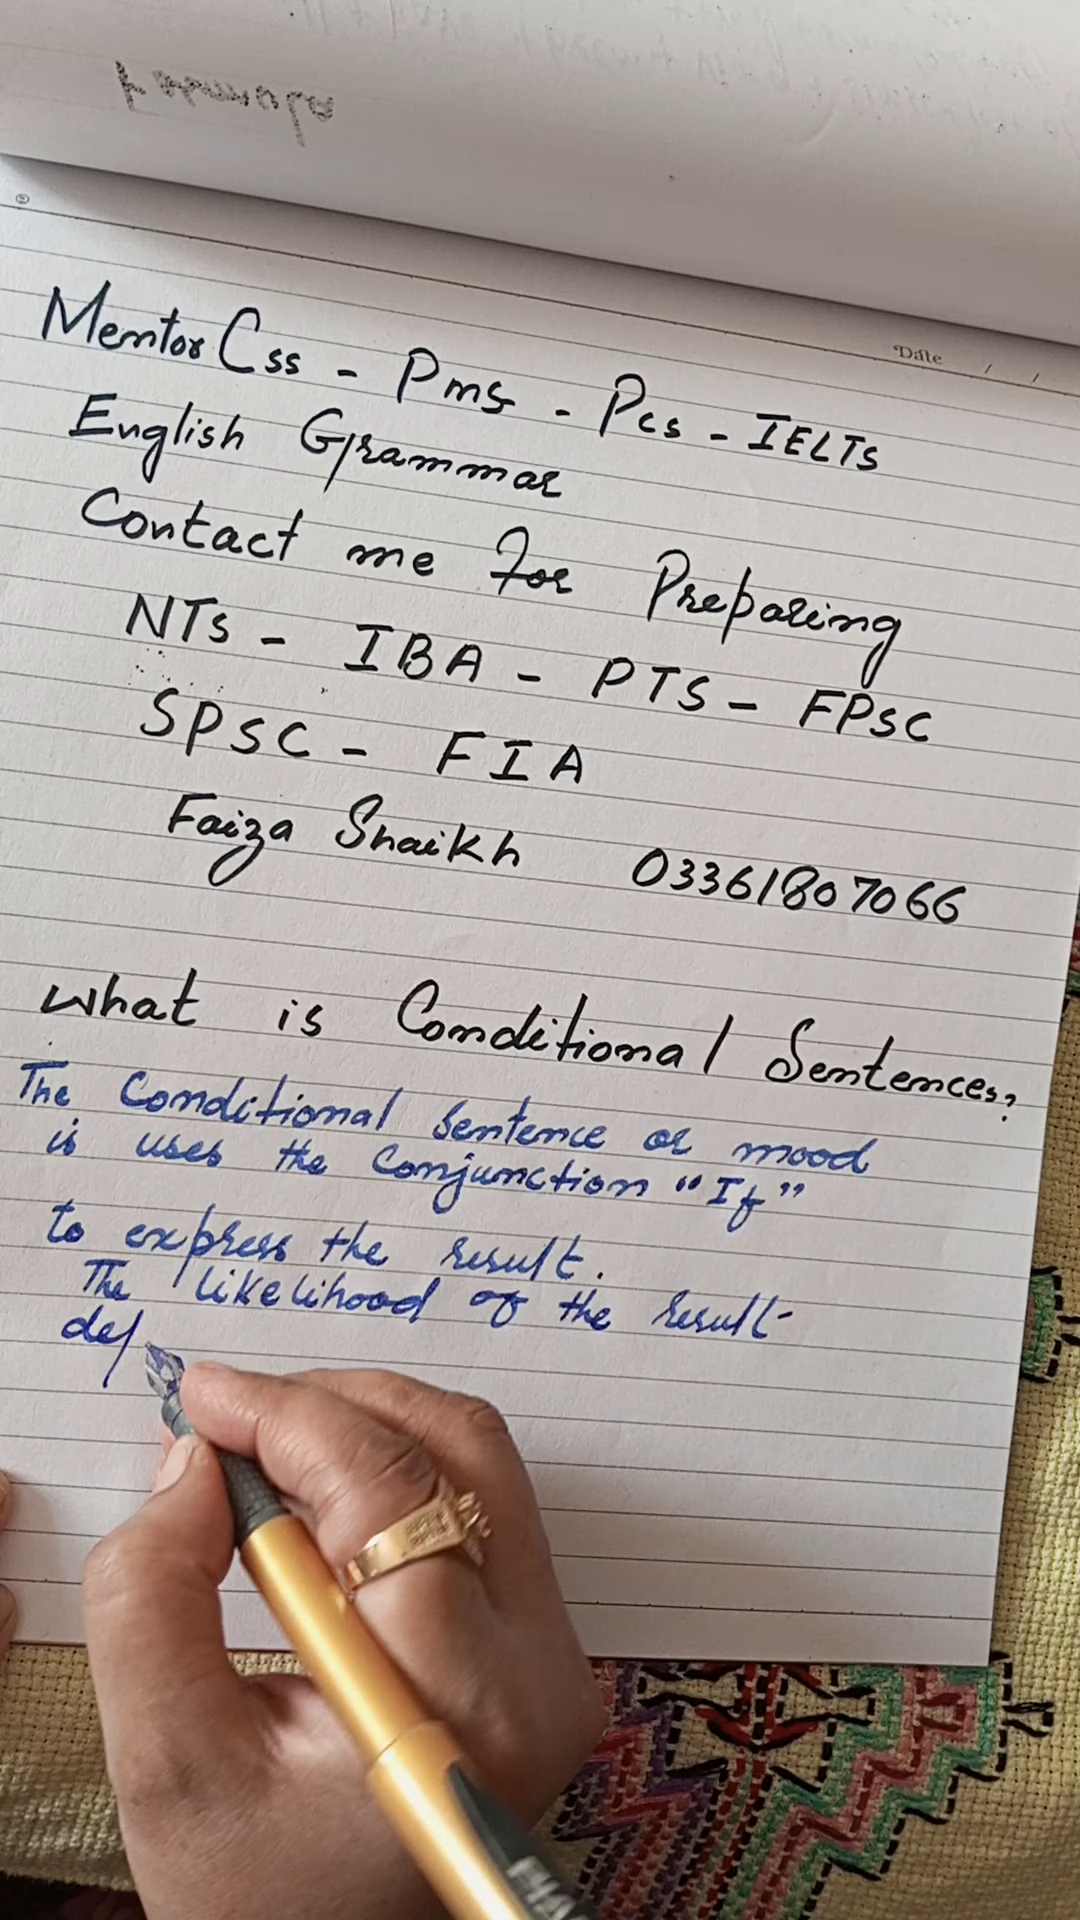 Date / /
Mentor Css - Pms - Pcs - IELTS
English Grammar
Contact me for Preparing
NTs - IBA - PTS - FPSC
SPSC - FIA
Faiza Shaikh 03361807066
what is Conditional Sentences?
The Conditional Sentence or mood
is uses the Conjunction "If"
to express the result.
The likelihood of the result
dep